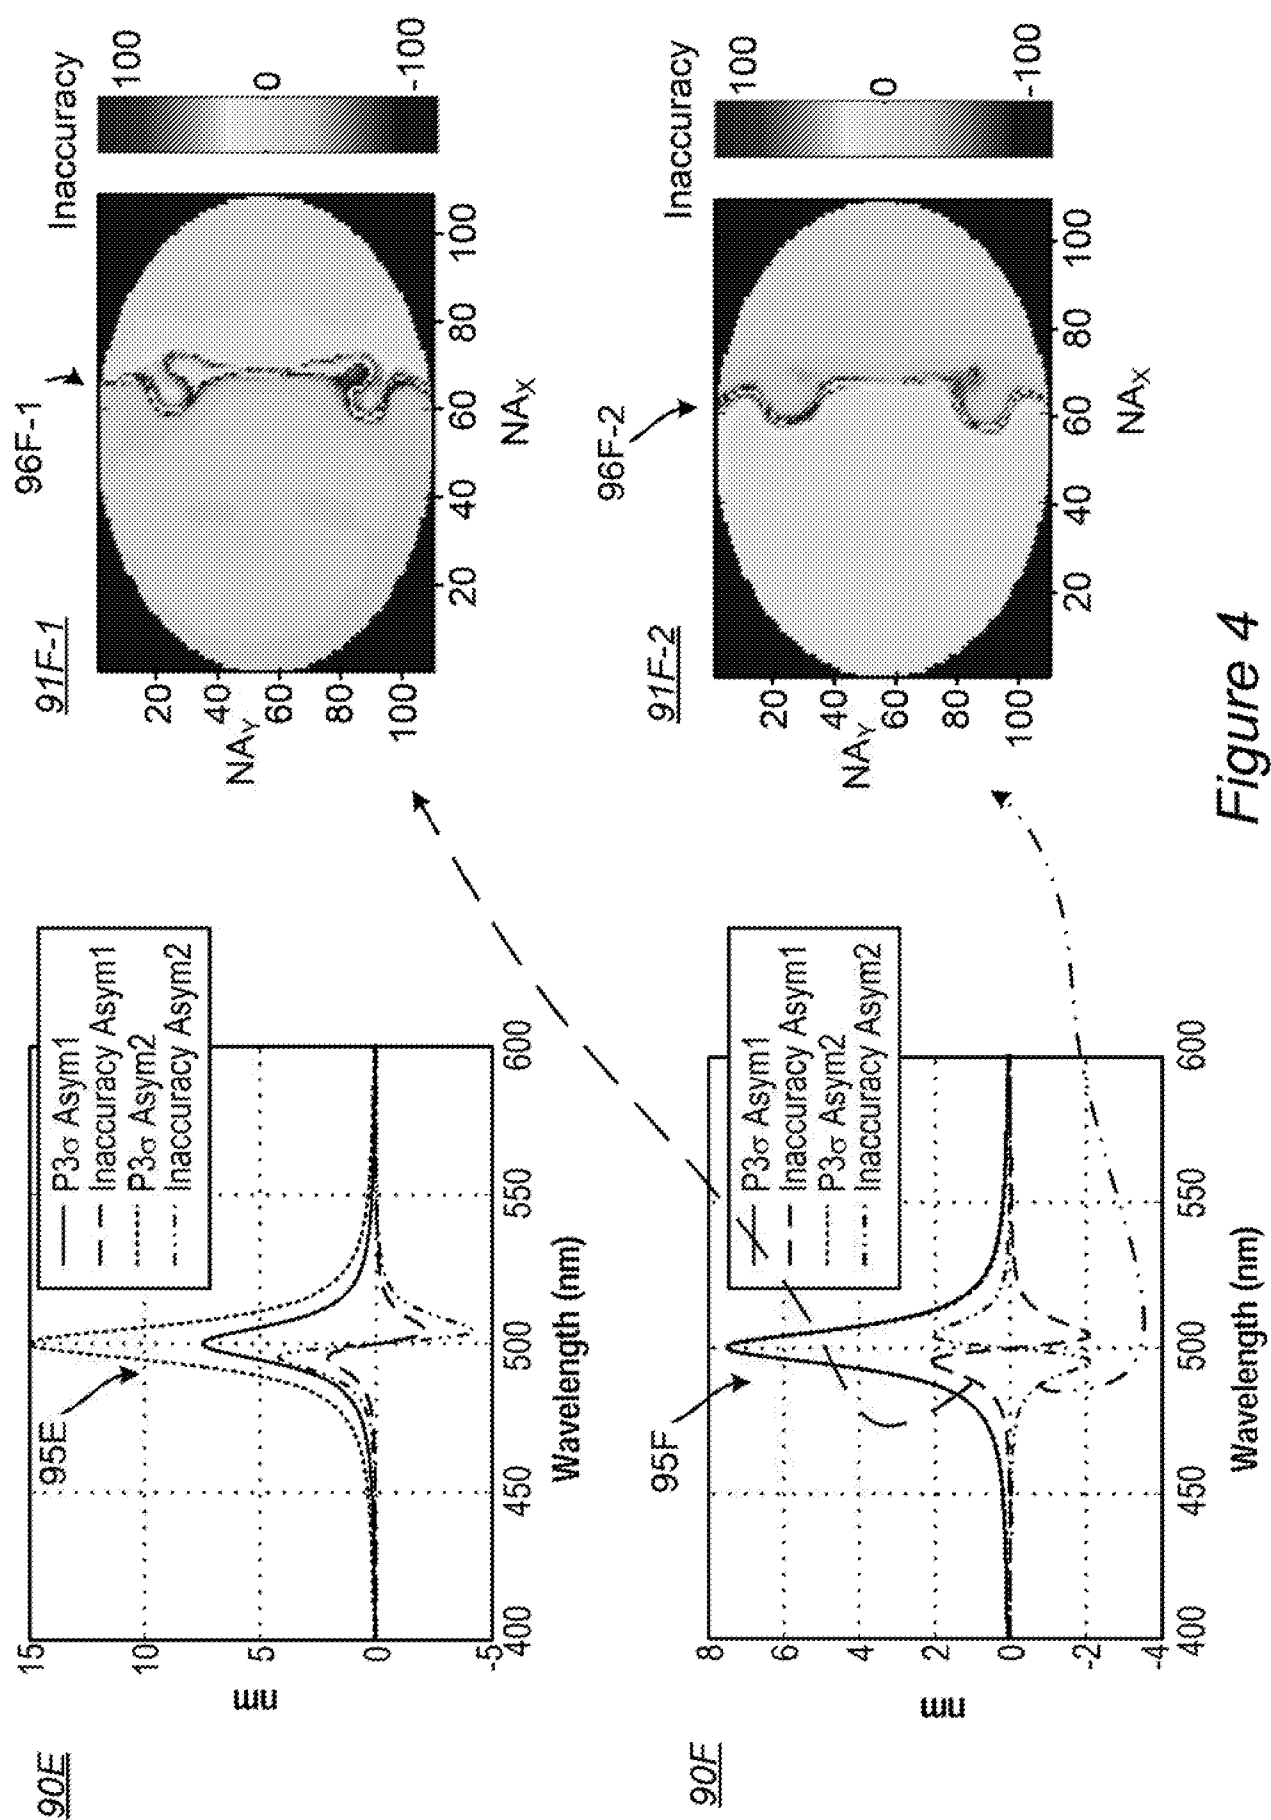 90E
95E
P3σ Asym1
Inaccuracy Asym1
P3σ Asym2
Inaccuracy Asym2
nm
15
10
5
0
-5
400
450
500
550
600
Wavelength (nm)
91F-1
96F-1
Inaccuracy
100
0
-100
NAY
20
40
60
80
100
20
40
60
80
100
NAX
90F
95F
P3σ Asym1
Inaccuracy Asym1
P3σ Asym2
Inaccuracy Asym2
nm
8
6
4
2
0
-2
-4
400
450
500
550
600
Wavelength (nm)
91F-2
96F-2
Inaccuracy
100
0
-100
NAY
20
40
60
80
100
20
40
60
80
100
NAX
Figure 4